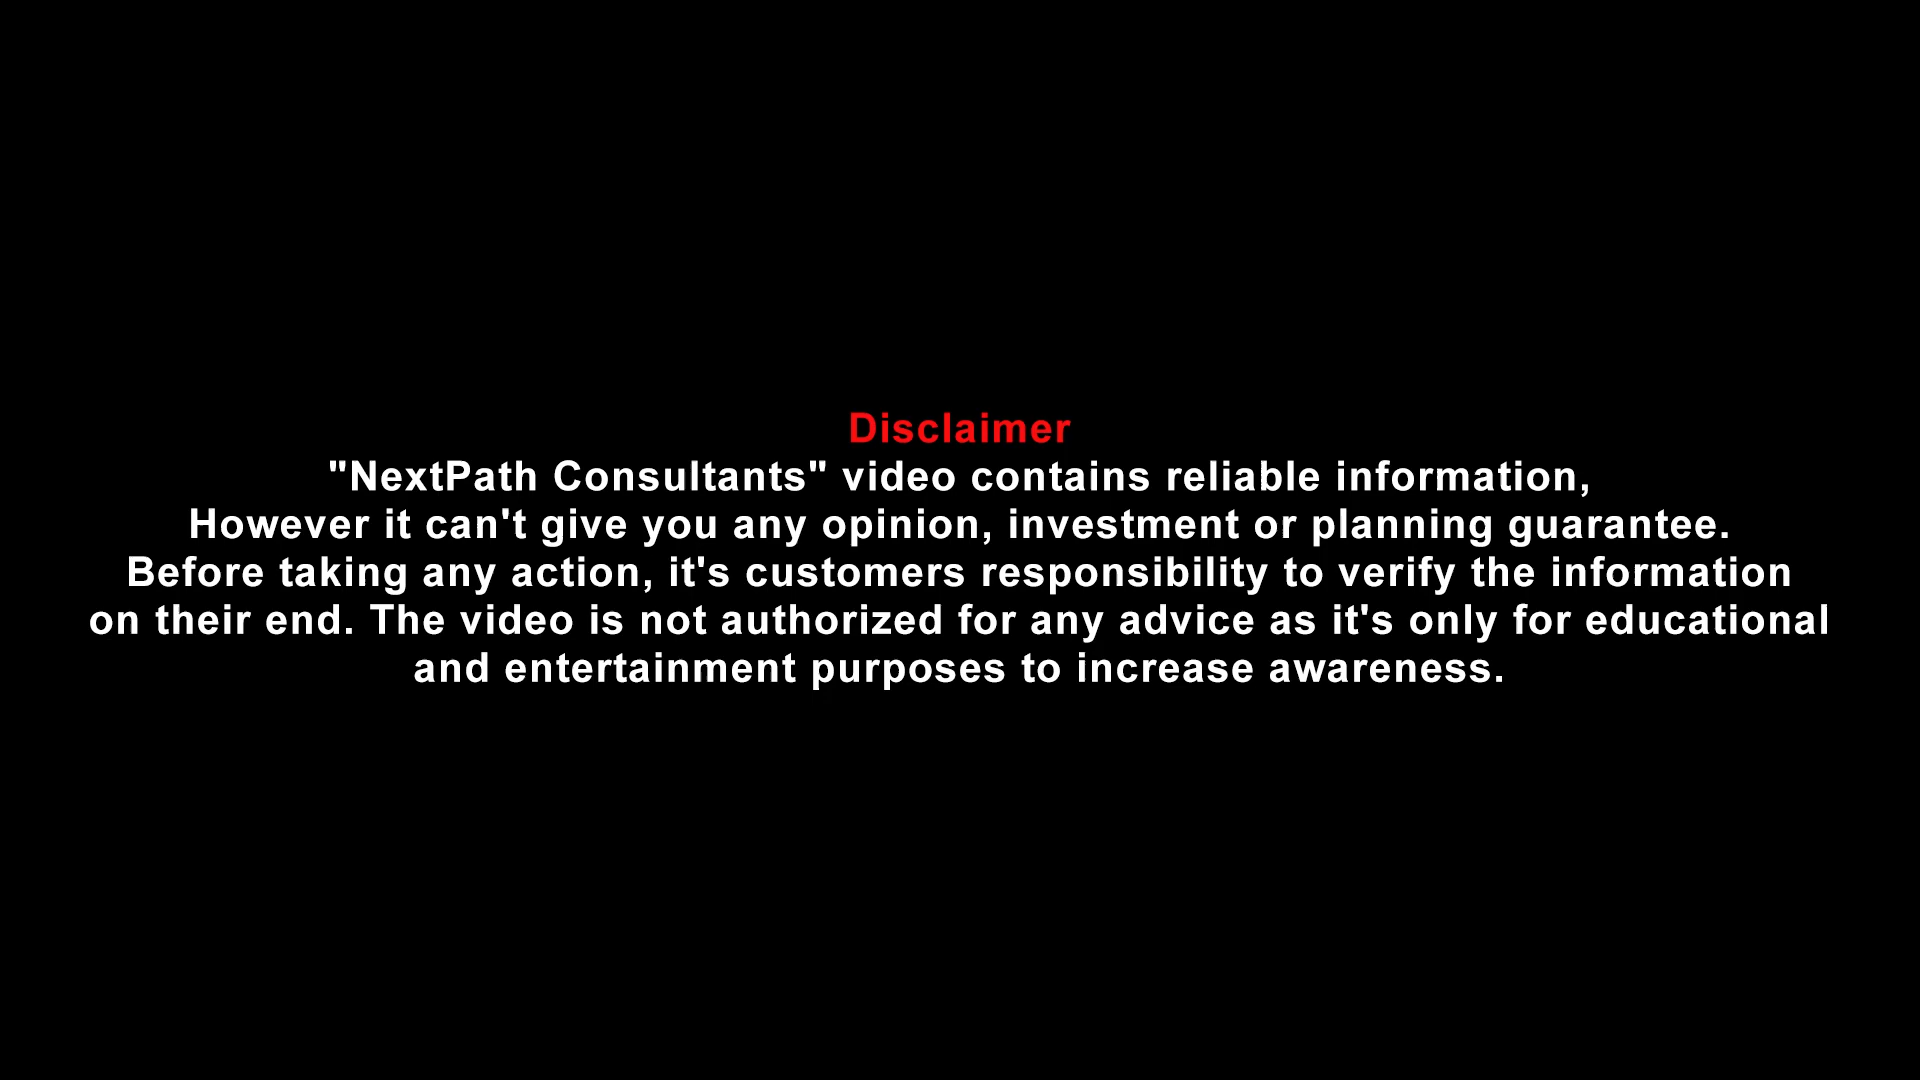 Disclaimer
"NextPath Consultants" video contains reliable information,
However it can't give you any opinion, investment or planning guarantee.
Before taking any action, it's customers responsibility to verify the information
on their end. The video is not authorized for any advice as it's only for educational
and entertainment purposes to increase awareness.